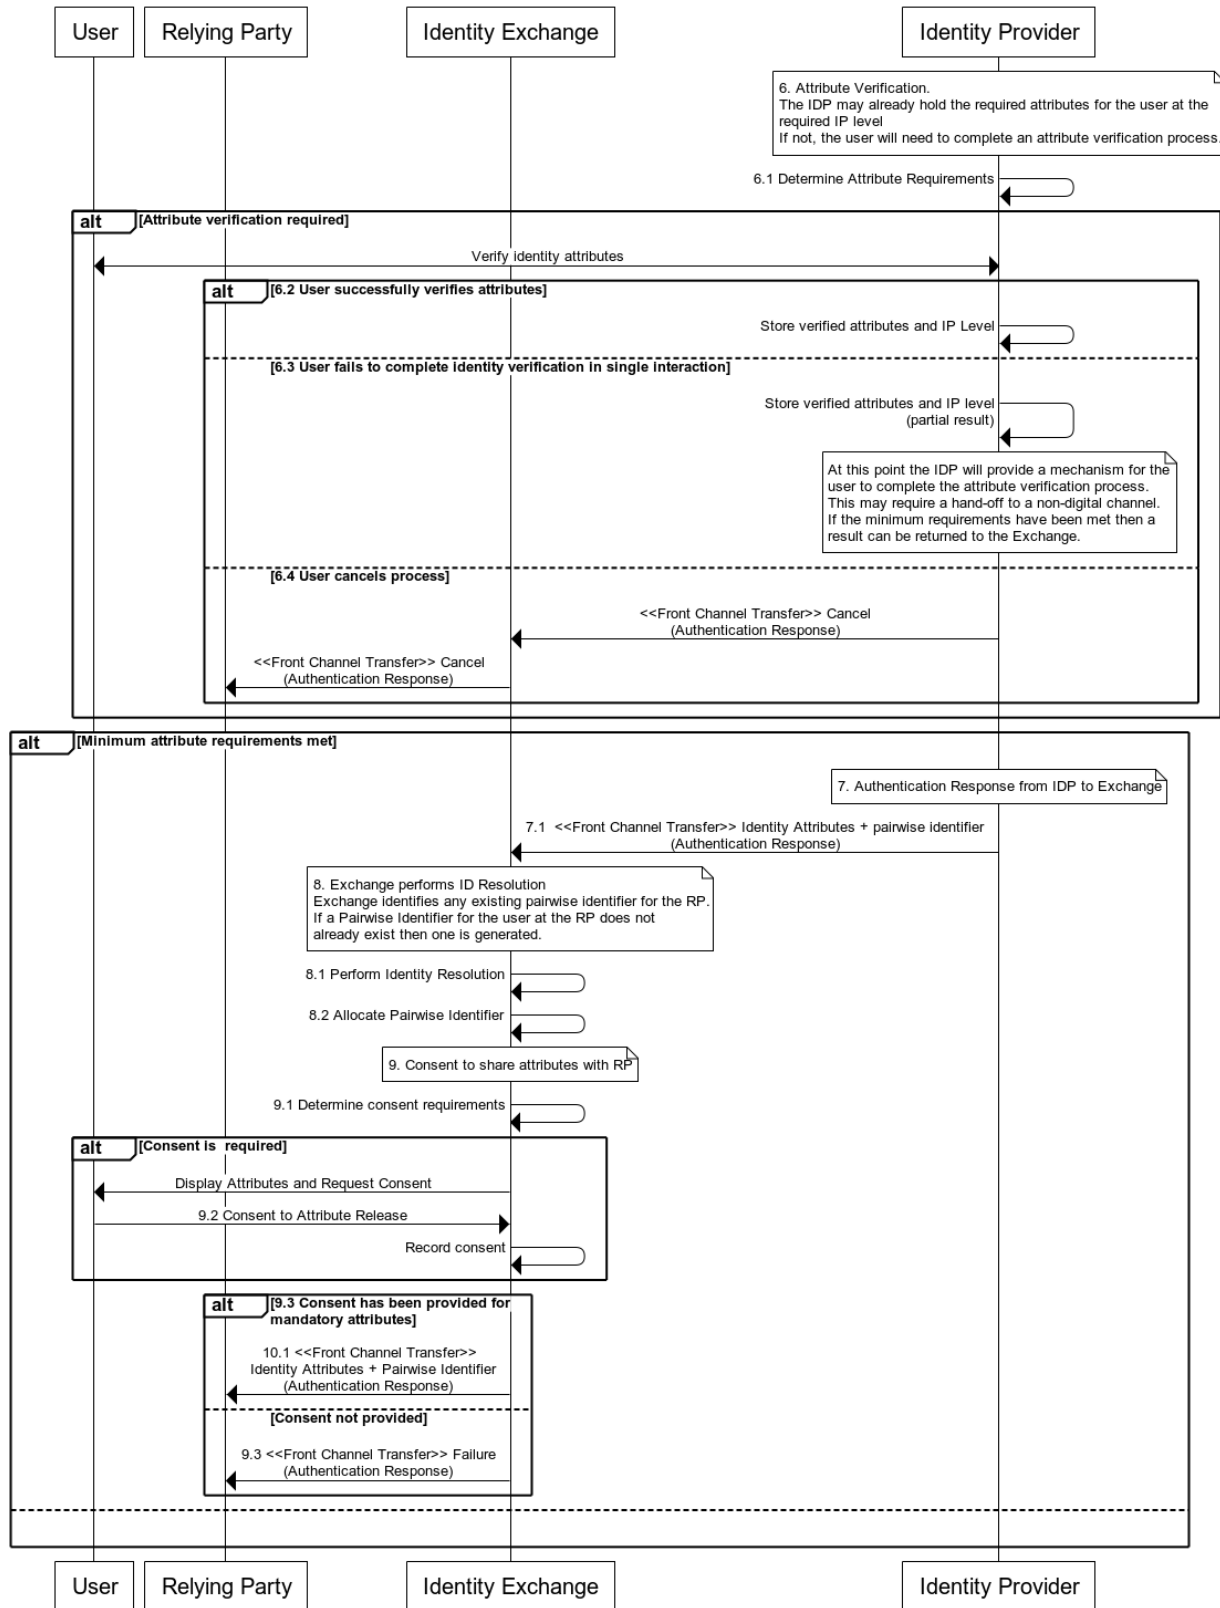 User
Relying Party
Identity Exchange
Identity Provider
6. Attribute Verification.
The IDP may already hold the required attributes for the user at the
required IP level
If not, the user will need to complete an attribute verification process.
6.1 Determine Attribute Requirements
alt
[Attribute verification required]
Verify identity attributes
alt
[6.2 User successfully verifies attributes]
Store verified attributes and IP Level
[6.3 User fails to complete identity verification in single interaction]
Store verified attributes and IP level
(partial result)
At this point the IDP will provide a mechanism for the
user to complete the attribute verification process.
This may require a hand-off to a non-digital channel.
If the minimum requirements have been met then a
result can be returned to the Exchange.
[6.4 User cancels process]
<<Front Channel Transfer>> Cancel
(Authentication Response)
<<Front Channel Transfer>> Cancel
(Authentication Response)
alt
[Minimum attribute requirements met]
7. Authentication Response from IDP to Exchange
7.1 <<Front Channel Transfer>> Identity Attributes + pairwise identifier
(Authentication Response)
8. Exchange performs ID Resolution
Exchange identifies any existing pairwise identifier for the RP.
If a Pairwise Identifier for the user at the RP does not
already exist then one is generated.
8.1 Perform Identity Resolution
8.2 Allocate Pairwise Identifier
9. Consent to share attributes with RP
9.1 Determine consent requirements
alt
[Consent is  required]
Display Attributes and Request Consent
9.2 Consent to Attribute Release
Record consent
alt
[9.3 Consent has been provided for
mandatory attributes]
10.1 <<Front Channel Transfer>>
Identity Attributes + Pairwise Identifier
(Authentication Response)
[Consent not provided]
9.3 <<Front Channel Transfer>> Failure
(Authentication Response)
User
Relying Party
Identity Exchange
Identity Provider